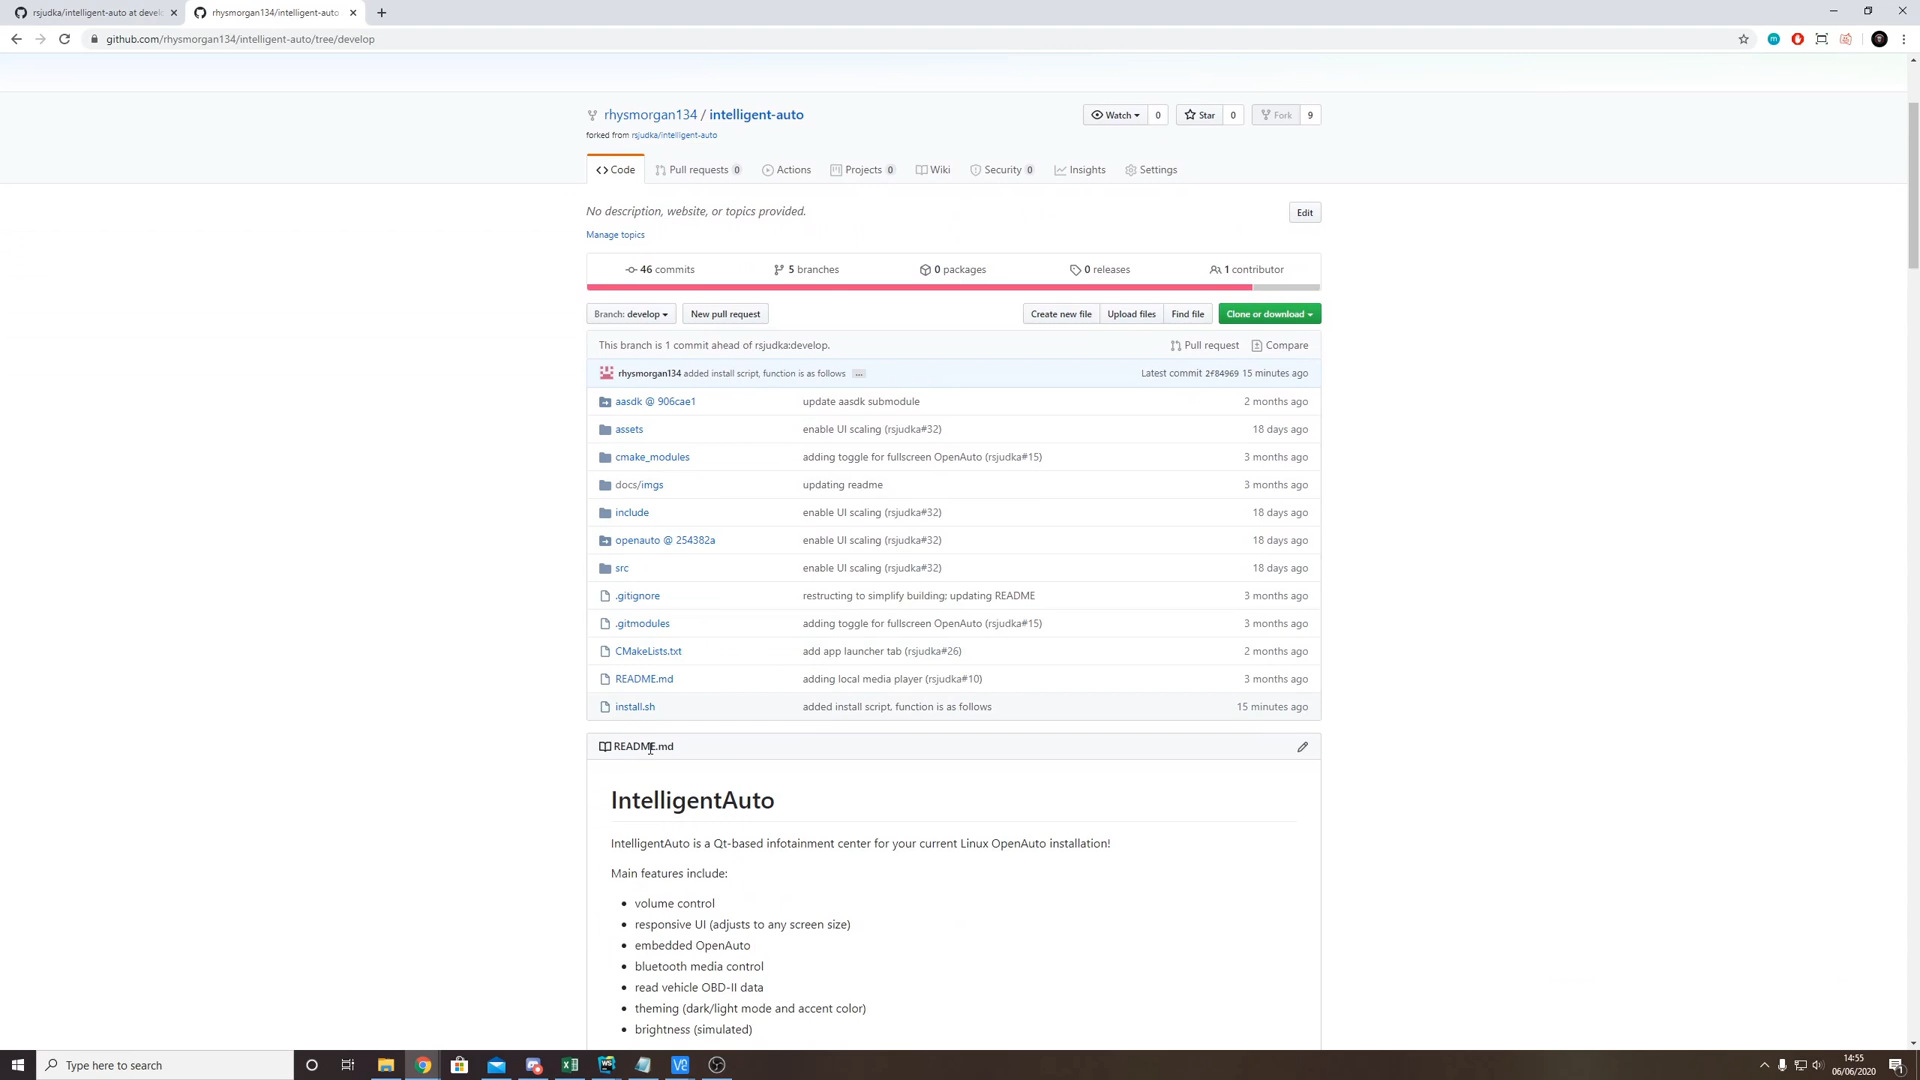 rsjudka/intelligent-auto at devel
rhysmorgan134/intelligent-auto
github.com/rhysmorgan134/intelligent-auto/tree/develop
rhysmorgan134 / intelligent-auto
Watch 0
Star 0
Fork 9
forked from rsjudka/intelligent-auto
Code
Pull requests 0
Actions
Projects 0
Wiki
Security 0
Insights
Settings
No description, website, or topics provided.
Edit
Manage topics
46 commits
5 branches
0 packages
0 releases
1 contributor
Branch: develop
New pull request
Create new file
Upload files
Find file
Clone or download
This branch is 1 commit ahead of rsjudka:develop.
Pull request
Compare
rhysmorgan134 added install script, function is as follows ...
Latest commit 2f84969 15 minutes ago
aasdk @ 906cae1 update aasdk submodule 2 months ago
assets enable UI scaling (rsjudka#32) 18 days ago
cmake_modules adding toggle for fullscreen OpenAuto (rsjudka#15) 3 months ago
docs/imgs updating readme 3 months ago
include enable UI scaling (rsjudka#32) 18 days ago
openauto @ 254382a enable UI scaling (rsjudka#32) 18 days ago
src enable UI scaling (rsjudka#32) 18 days ago
.gitignore restructing to simplify building; updating README 3 months ago
.gitmodules adding toggle for fullscreen OpenAuto (rsjudka#15) 3 months ago
CMakeLists.txt add app launcher tab (rsjudka#26) 2 months ago
README.md adding local media player (rsjudka#10) 3 months ago
install.sh added install script, function is as follows 15 minutes ago
README.md
IntelligentAuto
IntelligentAuto is a Qt-based infotainment center for your current Linux OpenAuto installation!
Main features include:
volume control
responsive UI (adjusts to any screen size)
embedded OpenAuto
bluetooth media control
read vehicle OBD-II data
theming (dark/light mode and accent color)
brightness (simulated)
Type here to search
14:55
06/06/2020